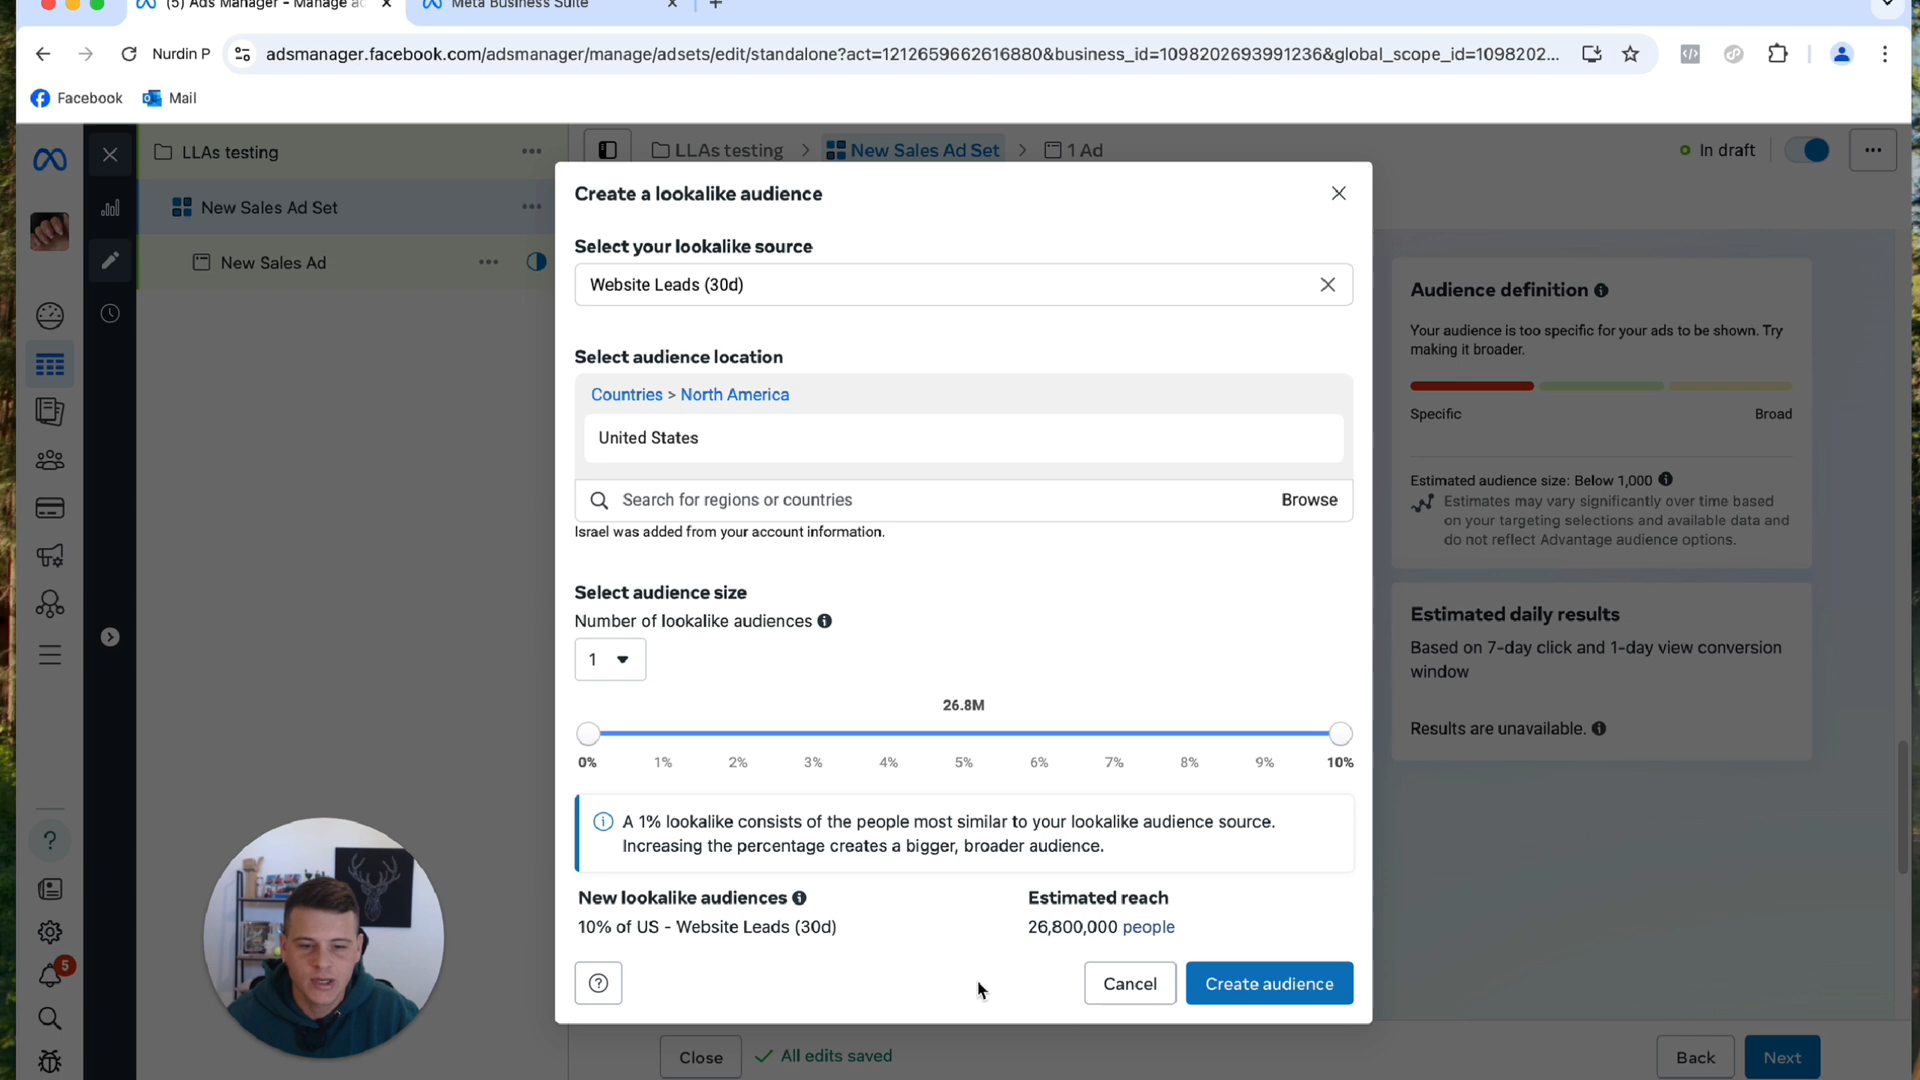 (5) Ads Manager - Manage ad
Meta Business Suite
Nurdin P
adsmanager.facebook.com/adsmanager/manage/adsets/edit/standalone?act=1212659662616880&business_id=1098202693991236&global_scope_id=1098202...
Facebook
Mail
LLAs testing
New Sales Ad Set
New Sales Ad
LLAs testing > New Sales Ad Set > 1 Ad
In draft
Create a lookalike audience
Select your lookalike source
Website Leads (30d)
Select audience location
Countries > North America
United States
Search for regions or countries
Browse
Israel was added from your account information.
Select audience size
Number of lookalike audiences
1
26.8M
0% 1% 2% 3% 4% 5% 6% 7% 8% 9% 10%
A 1% lookalike consists of the people most similar to your lookalike audience source.
Increasing the percentage creates a bigger, broader audience.
New lookalike audiences
Estimated reach
10% of US - Website Leads (30d)
26,800,000 people
Cancel
Create audience
Audience definition
Your audience is too specific for your ads to be shown. Try
making it broader.
Specific
Broad
Estimated audience size: Below 1,000
Estimates may vary significantly over time based
on your targeting selections and available data and
do not reflect Advantage audience options.
Estimated daily results
Based on 7-day click and 1-day view conversion
window
Results are unavailable.
5
Close
All edits saved
Back
Next